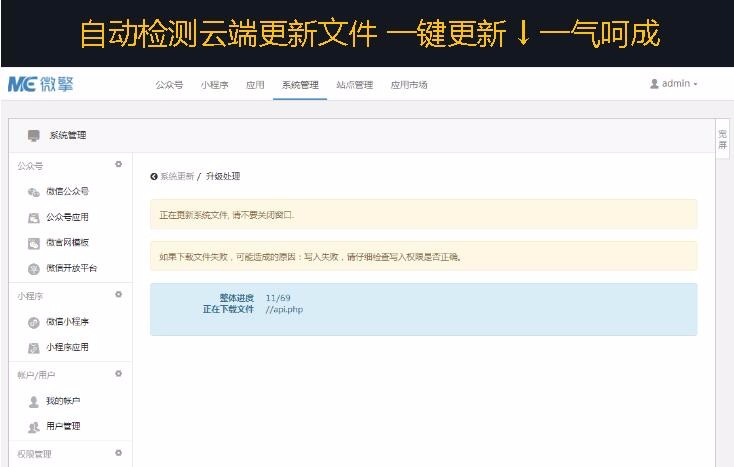 自动检测云端更新文件 一键更新↓一气呵成
ME 微擎
公众号 小程序 应用 系统管理 站点管理 应用市场 admin
系统管理
宽屏
公众号
微信公众号
公众号应用
微官网模板
微信开放平台
小程序
微信小程序
小程序应用
帐户/用户
我的帐户
用户管理
权限管理
系统更新 / 升级处理
正在更新系统文件, 请不要关闭窗口.
如果下载文件失败，可能造成的原因：写入失败，请仔细检查写入权限是否正确。
整体进度 11/69
正在下载文件 //api.php